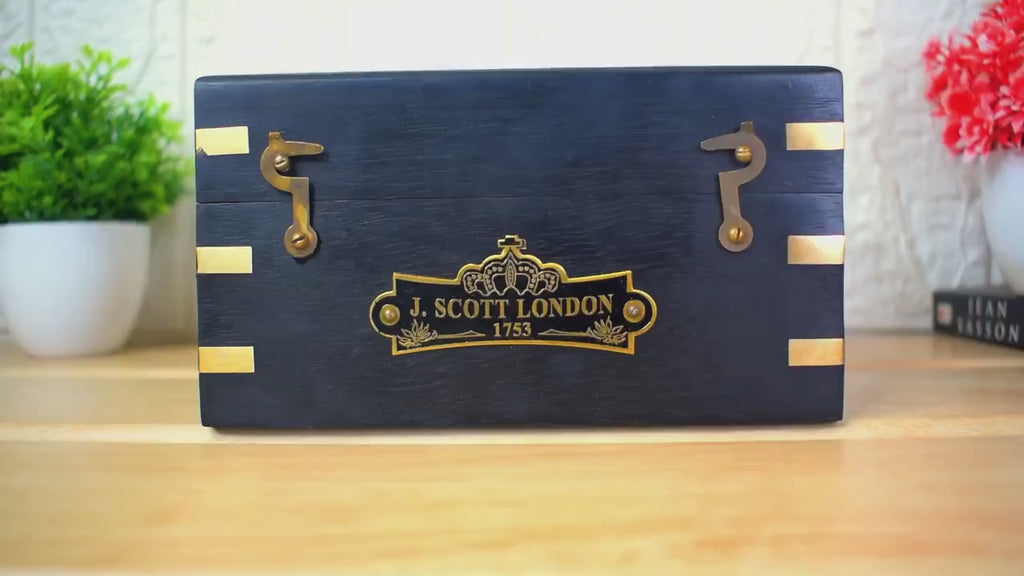 J. SCOTT LONDON
1753
JEAN
SASSON